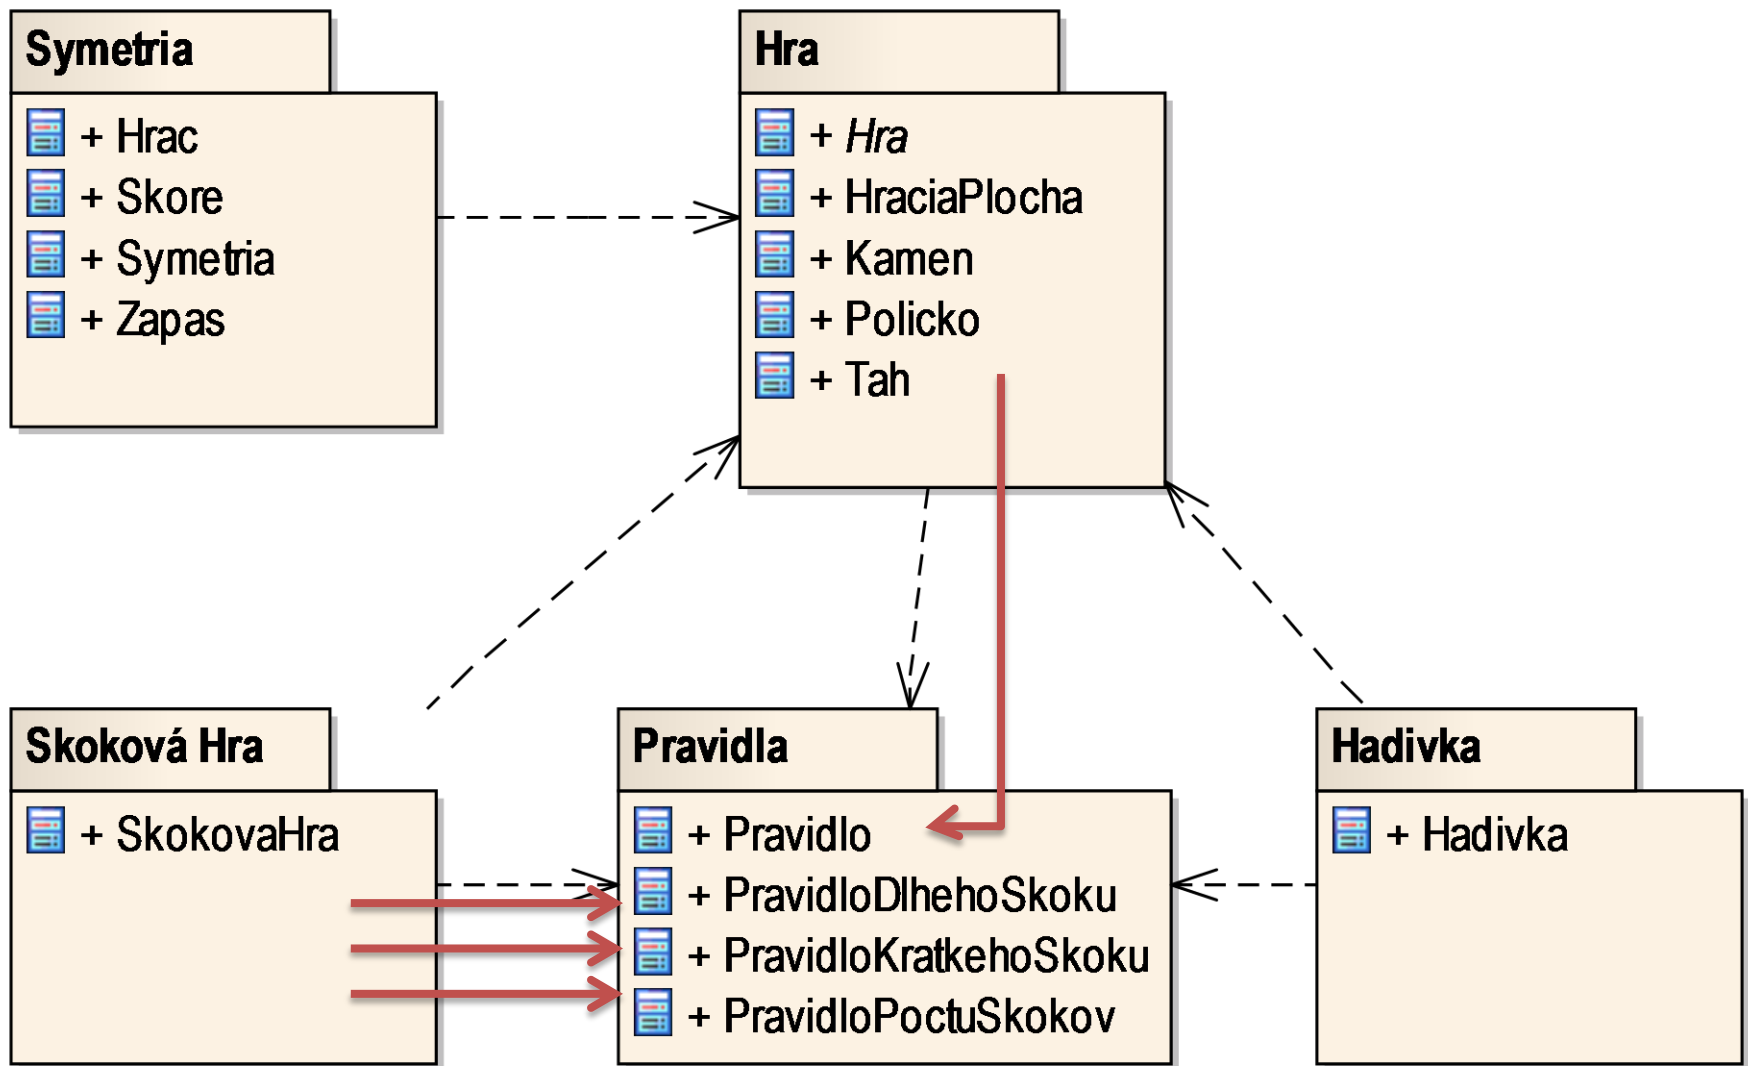 Symetria
+ Hrac
+ Skore
+ Symetria
+ Zapas
Hra
+ Hra
+ HraciaPlocha
+ Kamen
+ Policko
+ Tah
Skoková Hra
+ SkokovaHra
Pravidla
+ Pravidlo
+ PravidloDlhehoSkoku
+ PravidloKratkehoSkoku
+ PravidloPoctuSkokov
Hadivka
+ Hadivka